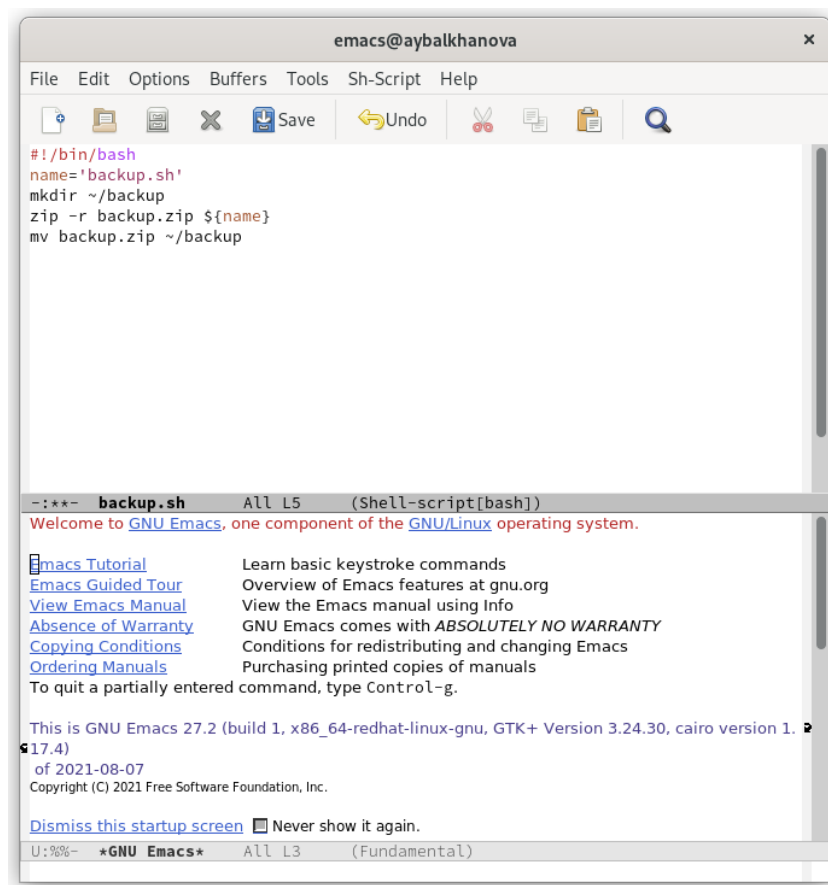 emacs@aybalkhanova
File Edit Options Buffers Tools Sh-Script Help
Save Undo
#!/bin/bash
name='backup.sh'
mkdir ~/backup
zip -r backup.zip ${name}
mv backup.zip ~/backup
-:**- backup.sh All L5 (Shell-script[bash])
Welcome to GNU Emacs, one component of the GNU/Linux operating system.
Emacs Tutorial Learn basic keystroke commands
Emacs Guided Tour Overview of Emacs features at gnu.org
View Emacs Manual View the Emacs manual using Info
Absence of Warranty GNU Emacs comes with ABSOLUTELY NO WARRANTY
Copying Conditions Conditions for redistributing and changing Emacs
Ordering Manuals Purchasing printed copies of manuals
To quit a partially entered command, type Control-g.
This is GNU Emacs 27.2 (build 1, x86_64-redhat-linux-gnu, GTK+ Version 3.24.30, cairo version 1.
17.4)
of 2021-08-07
Copyright (C) 2021 Free Software Foundation, Inc.
Dismiss this startup screen Never show it again.
U:%%- *GNU Emacs* All L3 (Fundamental)